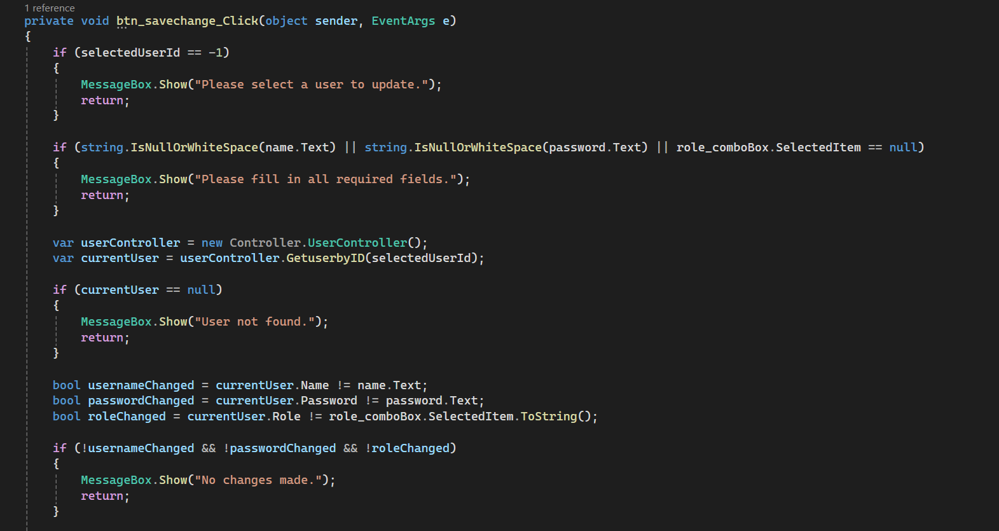 1 reference
private void btn_savechange_Click(object sender, EventArgs e)
{
if (selectedUserId == -1)
{
MessageBox.Show("Please select a user to update.");
return;
}
if (string.IsNullOrWhiteSpace(name.Text) || string.IsNullOrWhiteSpace(password.Text) || role_comboBox.SelectedItem == null)
{
MessageBox.Show("Please fill in all required fields.");
return;
}
var userController = new Controller.UserController();
var currentUser = userController.GetuserbyID(selectedUserId);
if (currentUser == null)
{
MessageBox.Show("User not found.");
return;
}
bool usernameChanged = currentUser.Name != name.Text;
bool passwordChanged = currentUser.Password != password.Text;
bool roleChanged = currentUser.Role != role_comboBox.SelectedItem.ToString();
if (!usernameChanged && !passwordChanged && !roleChanged)
{
MessageBox.Show("No changes made.");
return;
}